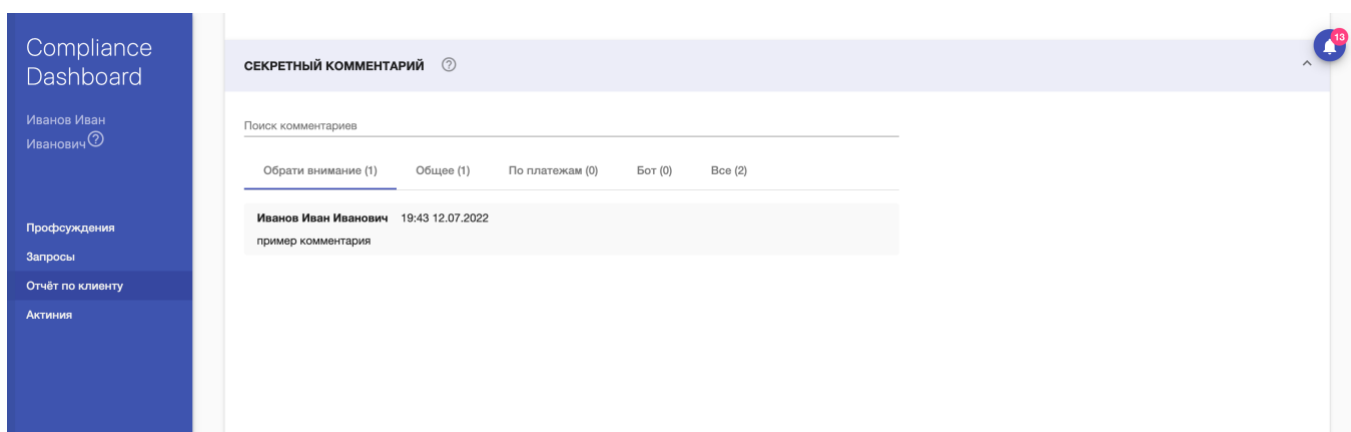 Compliance
Dashboard
Иванов Иван
Иванович ?
Профсуждения
Запросы
Отчёт по клиенту
Актиния
СЕКРЕТНЫЙ КОММЕНТАРИЙ ?
13
Поиск комментариев
Обрати внимание (1) Общее (1) По платежам (0) Бот (0) Все (2)
Иванов Иван Иванович 19:43 12.07.2022
пример комментария